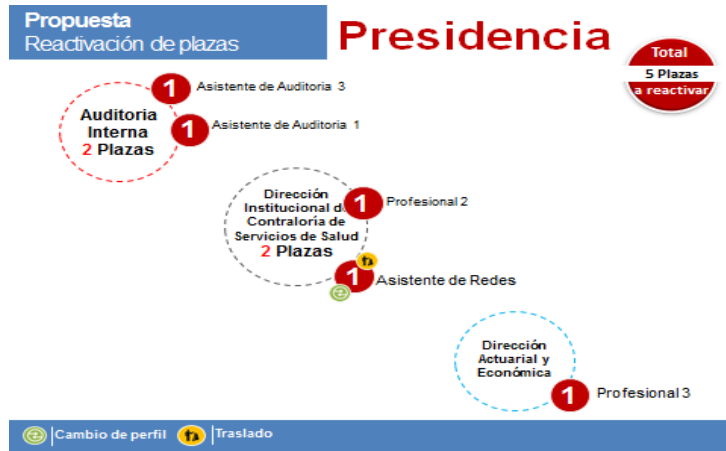 Propuesta
Reactivación de plazas
Presidencia
Total
5 Plazas
a reactivar
1 Asistente de Auditoria 3
Auditoria
Interna
2 Plazas
1 Asistente de Auditoria 1
Dirección
Institucional de
Contraloría de
Servicios de Salud
2 Plazas
1 Profesional 2
1 Asistente de Redes
Dirección
Actuarial y
Económica
1 Profesional 3
Cambio de perfil
Traslado